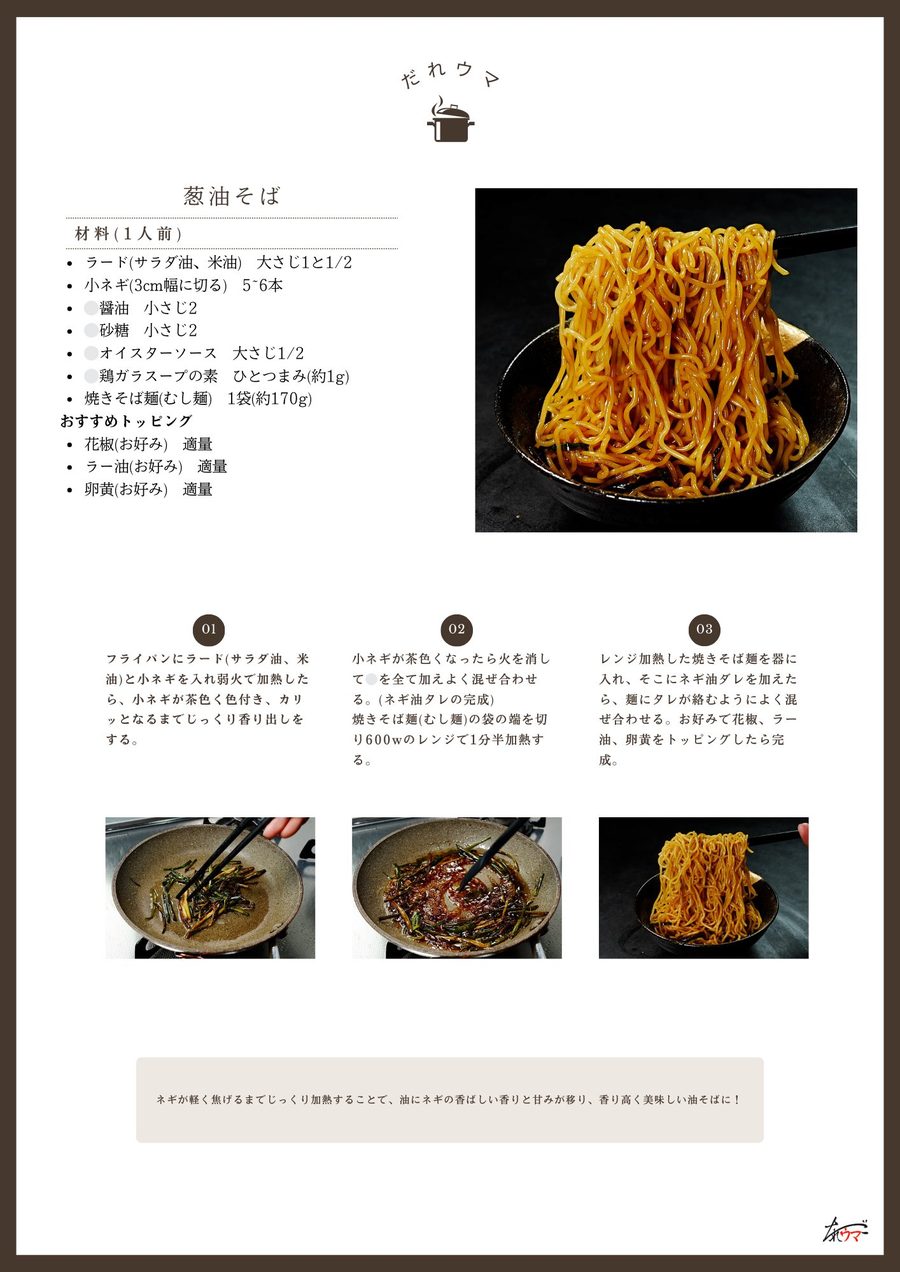 だれウマ
葱油そば
材料(1人前)
• ラード(サラダ油、米油)　大さじ1と1/2
• 小ネギ(3cm幅に切る)　5~6本
• ●醤油　小さじ2
• ●砂糖　小さじ2
• ●オイスターソース　大さじ1/2
• ●鶏ガラスープの素　ひとつまみ(約1g)
• 焼きそば麺(むし麺)　1袋(約170g)
おすすめトッピング
• 花椒(お好み)　適量
• ラー油(お好み)　適量
• 卵黄(お好み)　適量
01
フライパンにラード(サラダ油、米
油)と小ネギを入れ弱火で加熱した
ら、小ネギが茶色く色付き、カリ
ッとなるまでじっくり香り出しを
する。
02
小ネギが茶色くなったら火を消し
て●を全て加えよく混ぜ合わせ
る。(ネギ油タレの完成)
焼きそば麺(むし麺)の袋の端を切
り600wのレンジで1分半加熱す
る。
03
レンジ加熱した焼きそば麺を器に
入れ、そこにネギ油ダレを加えた
ら、麺にタレが絡むようによく混
ぜ合わせる。お好みで花椒、ラー
油、卵黄をトッピングしたら完
成。
ネギが軽く焦げるまでじっくり加熱することで、油にネギの香ばしい香りと甘みが移り、香り高く美味しい油そばに！
だれウマ